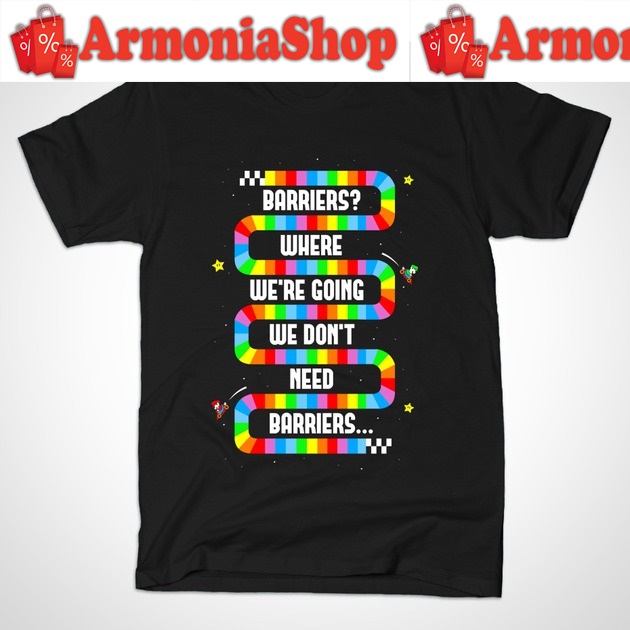 ArmoniaShop Armon
BARRIERS?
WHERE
WE'RE GOING
WE DON'T
NEED
BARRIERS...